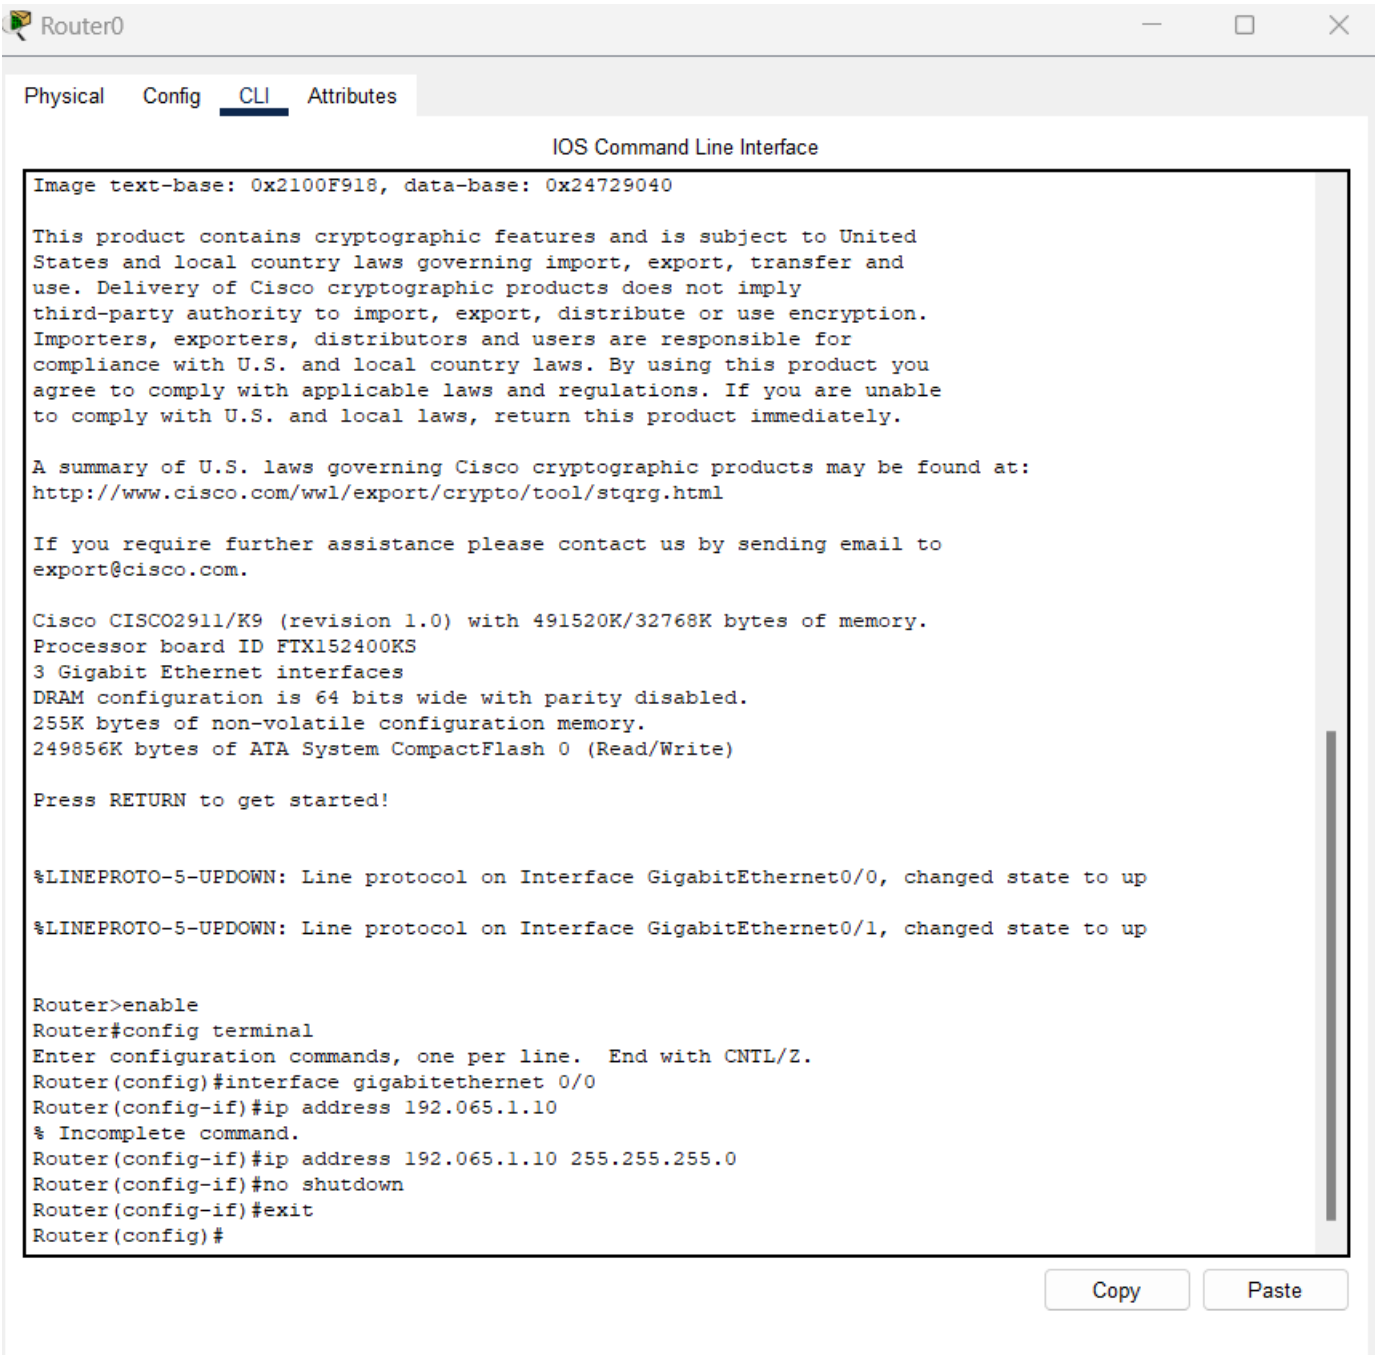 Router0
Physical Config CLI Attributes
IOS Command Line Interface
Image text-base: 0x2100F918, data-base: 0x24729040
This product contains cryptographic features and is subject to United
States and local country laws governing import, export, transfer and
use. Delivery of Cisco cryptographic products does not imply
third-party authority to import, export, distribute or use encryption.
Importers, exporters, distributors and users are responsible for
compliance with U.S. and local country laws. By using this product you
agree to comply with applicable laws and regulations. If you are unable
to comply with U.S. and local laws, return this product immediately.
A summary of U.S. laws governing Cisco cryptographic products may be found at:
http://www.cisco.com/wwl/export/crypto/tool/stqrg.html
If you require further assistance please contact us by sending email to
export@cisco.com.
Cisco CISCO2911/K9 (revision 1.0) with 491520K/32768K bytes of memory.
Processor board ID FTX152400KS
3 Gigabit Ethernet interfaces
DRAM configuration is 64 bits wide with parity disabled.
255K bytes of non-volatile configuration memory.
249856K bytes of ATA System CompactFlash 0 (Read/Write)
Press RETURN to get started!
%LINEPROTO-5-UPDOWN: Line protocol on Interface GigabitEthernet0/0, changed state to up
%LINEPROTO-5-UPDOWN: Line protocol on Interface GigabitEthernet0/1, changed state to up
Router>enable
Router#config terminal
Enter configuration commands, one per line.  End with CNTL/Z.
Router(config)#interface gigabitethernet 0/0
Router(config-if)#ip address 192.065.1.10
% Incomplete command.
Router(config-if)#ip address 192.065.1.10 255.255.255.0
Router(config-if)#no shutdown
Router(config-if)#exit
Router(config)#
Copy Paste